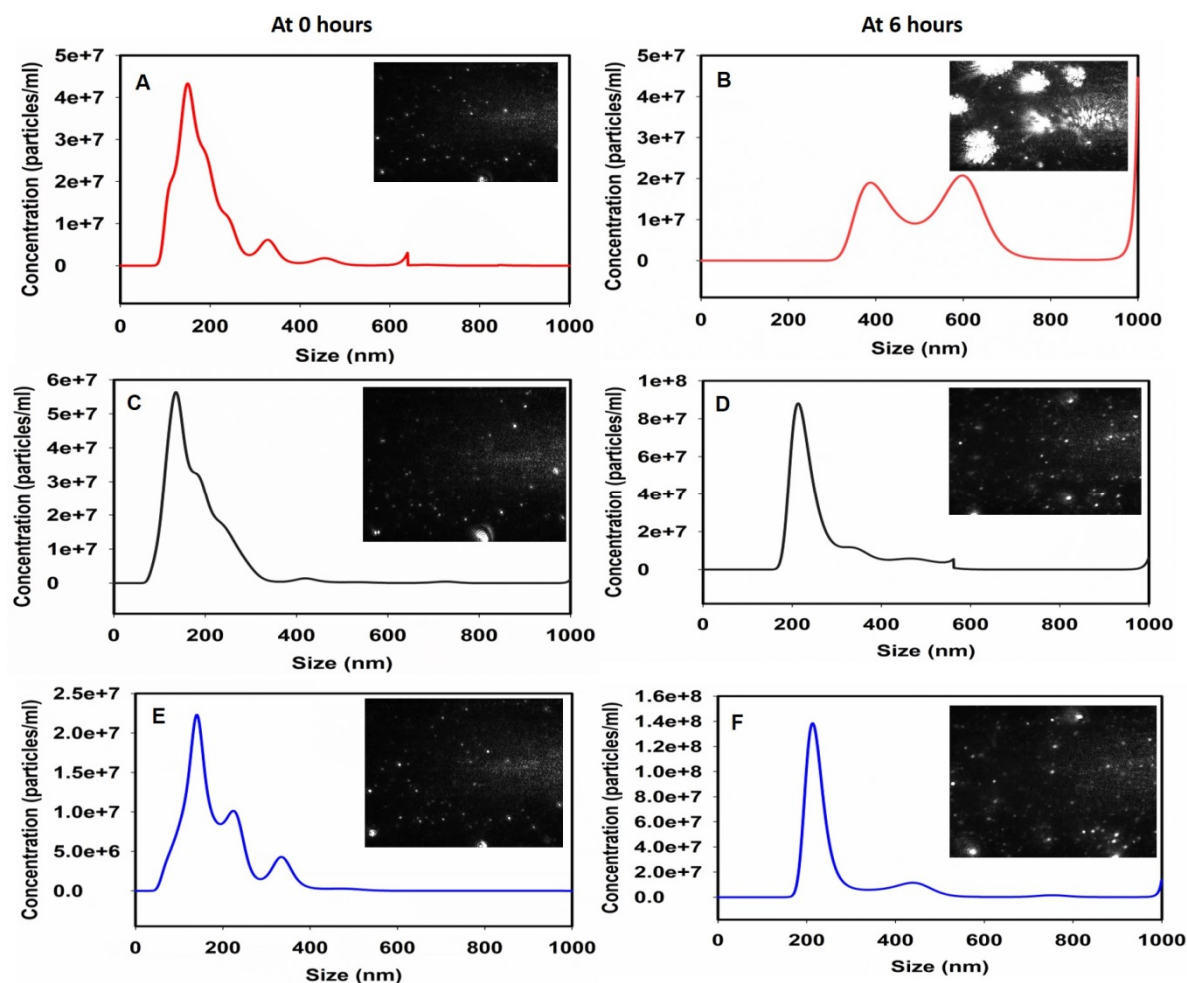 At 0 hours
At 6 hours
A
Concentration (particles/ml)
5e+7
4e+7
3e+7
2e+7
1e+7
0
0 200 400 600 800 1000
Size (nm)
B
Concentration (particles/ml)
5e+7
4e+7
3e+7
2e+7
1e+7
0
0 200 400 600 800 1000
Size (nm)
C
Concentration (particles/ml)
6e+7
5e+7
4e+7
3e+7
2e+7
1e+7
0
0 200 400 600 800 1000
Size (nm)
D
Concentration (particles/ml)
1e+8
8e+7
6e+7
4e+7
2e+7
0
0 200 400 600 800 1000
Size (nm)
E
Concentration (particles/ml)
2.5e+7
2.0e+7
1.5e+7
1.0e+7
5.0e+6
0.0
0 200 400 600 800 1000
Size (nm)
F
Concentration (particles/ml)
1.6e+8
1.4e+8
1.2e+8
1.0e+8
8.0e+7
6.0e+7
4.0e+7
2.0e+7
0.0
0 200 400 600 800 1000
Size (nm)